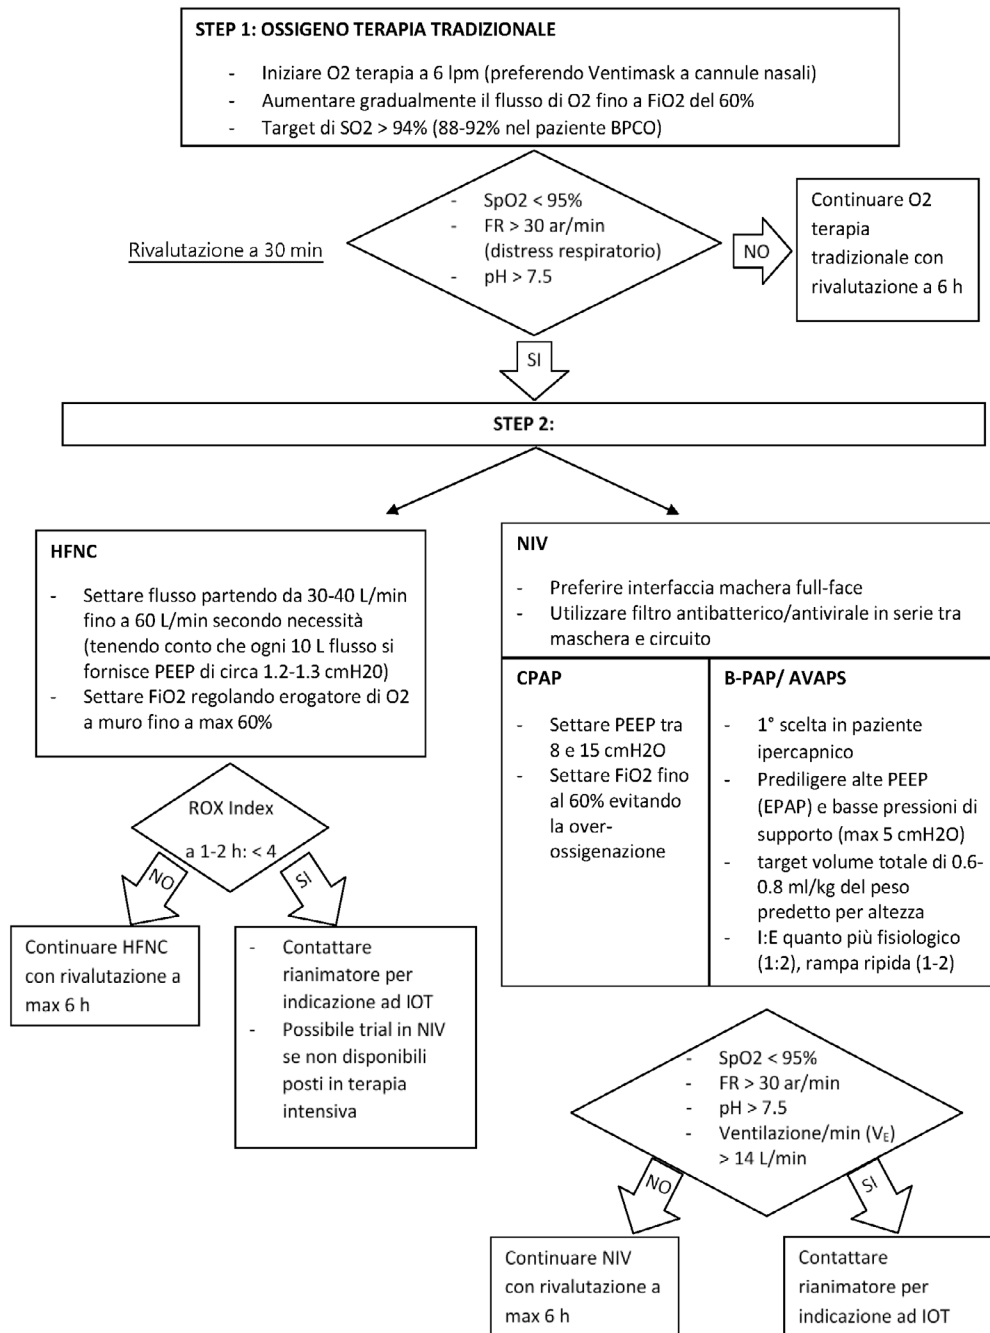 STEP 1: OSSIGENO TERAPIA TRADIZIONALE
- Iniziare O2 terapia a 6 lpm (preferendo Ventimask a cannule nasali)
- Aumentare gradualmente il flusso di O2 fino a FiO2 del 60%
- Target di SO2 > 94% (88-92% nel paziente BPCO)
Rivalutazione a 30 min
- SpO2 < 95%
- FR > 30 ar/min
(distress respiratorio)
- pH > 7.5
NO
Continuare O2
terapia
tradizionale con
rivalutazione a 6 h
SI
STEP 2:
HFNC
- Settare flusso partendo da 30-40 L/min
fino a 60 L/min secondo necessità
(tenendo conto che ogni 10 L flusso si
fornisce PEEP di circa 1.2-1.3 cmH20)
- Settare FiO2 regolando erogatore di O2
a muro fino a max 60%
ROX Index
a 1-2 h: < 4
NO
SI
Continuare HFNC
con rivalutazione a
max 6 h
- Contattare
rianimatore per
indicazione ad IOT
- Possibile trial in NIV
se non disponibili
posti in terapia
intensiva
NIV
- Preferire interfaccia machera full-face
- Utilizzare filtro antibatterico/antivirale in serie tra
maschera e circuito
CPAP
- Settare PEEP tra
8 e 15 cmH2O
- Settare FiO2 fino
al 60% evitando
la over-
ossigenazione
B-PAP/ AVAPS
- 1° scelta in paziente
ipercapnico
- Prediligere alte PEEP
(EPAP) e basse pressioni di
supporto (max 5 cmH2O)
- target volume totale di 0.6-
0.8 ml/kg del peso
predetto per altezza
- I:E quanto più fisiologico
(1:2), rampa ripida (1-2)
- SpO2 < 95%
- FR > 30 ar/min
- pH > 7.5
- Ventilazione/min (VE)
> 14 L/min
NO
SI
Continuare NIV
con rivalutazione a
max 6 h
Contattare
rianimatore per
indicazione ad IOT